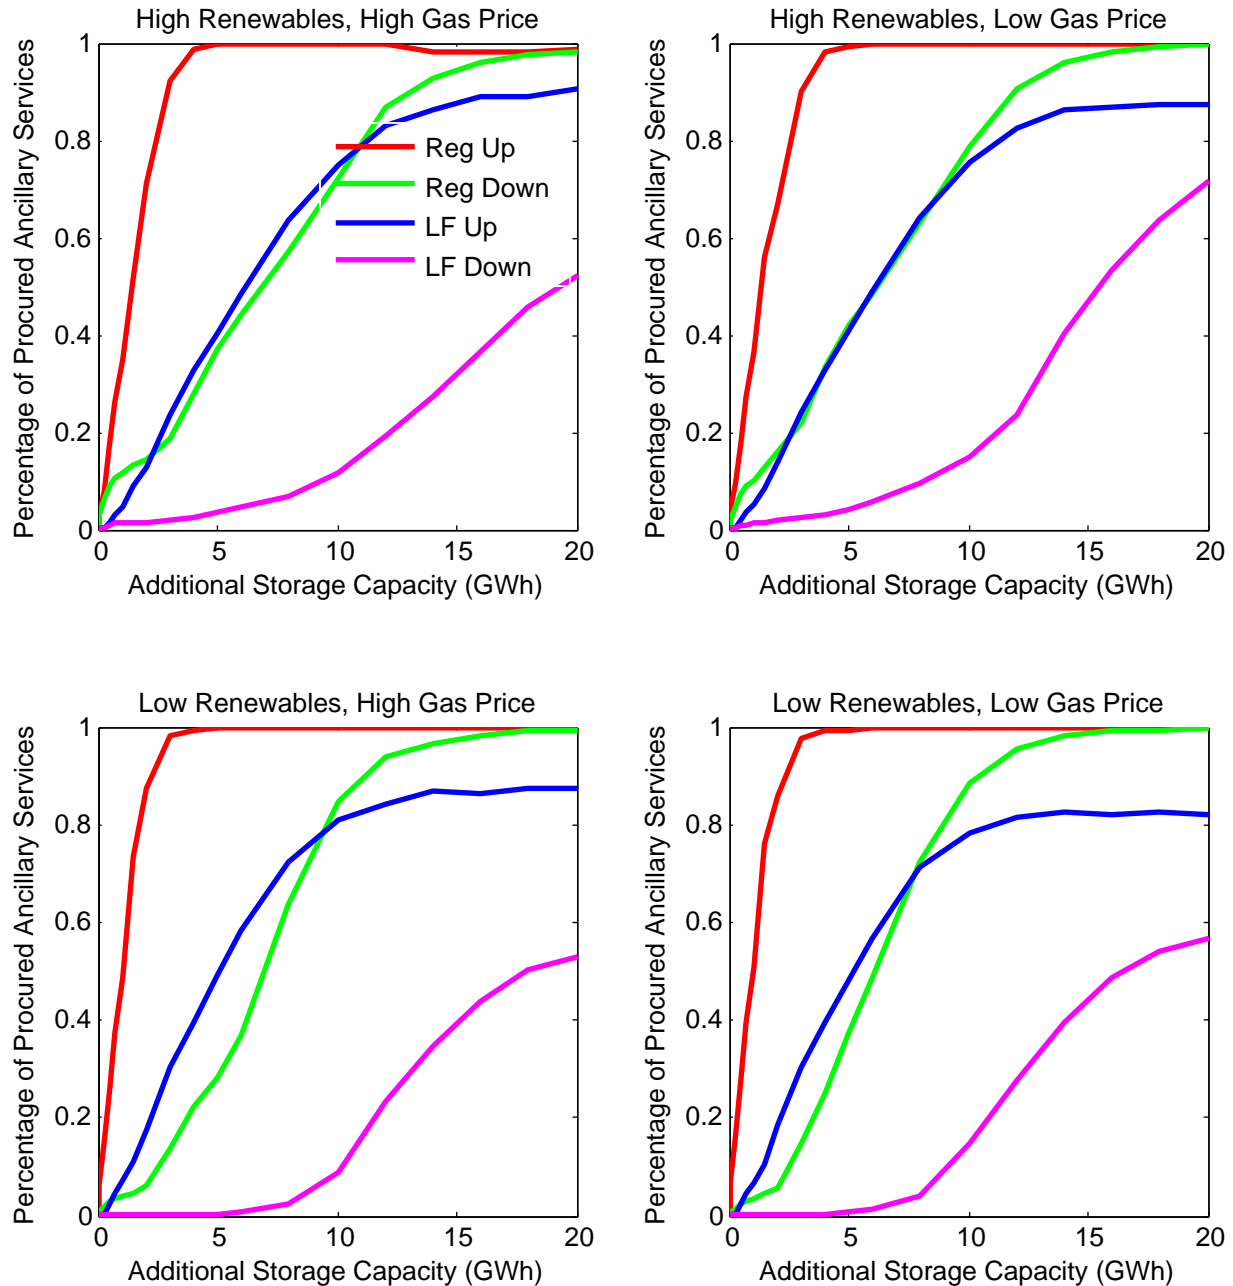 High Renewables, High Gas Price
Percentage of Procured Ancillary Services
1
0.8
0.6
0.4
0.2
0
Reg Up
Reg Down
LF Up
LF Down
0 5 10 15 20
Additional Storage Capacity (GWh)
High Renewables, Low Gas Price
Percentage of Procured Ancillary Services
1
0.8
0.6
0.4
0.2
0
0 5 10 15 20
Additional Storage Capacity (GWh)
Low Renewables, High Gas Price
Percentage of Procured Ancillary Services
1
0.8
0.6
0.4
0.2
0
0 5 10 15 20
Additional Storage Capacity (GWh)
Low Renewables, Low Gas Price
Percentage of Procured Ancillary Services
1
0.8
0.6
0.4
0.2
0
0 5 10 15 20
Additional Storage Capacity (GWh)